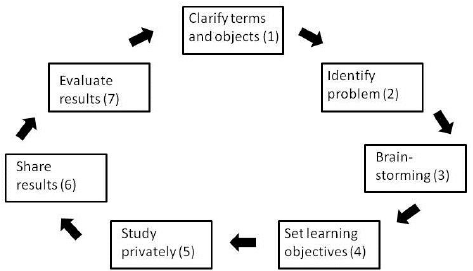 Clarify terms
and objects (1)
Identify
problem (2)
Brain-
storming (3)
Set learning
objectives (4)
Study
privately (5)
Share
results (6)
Evaluate
results (7)